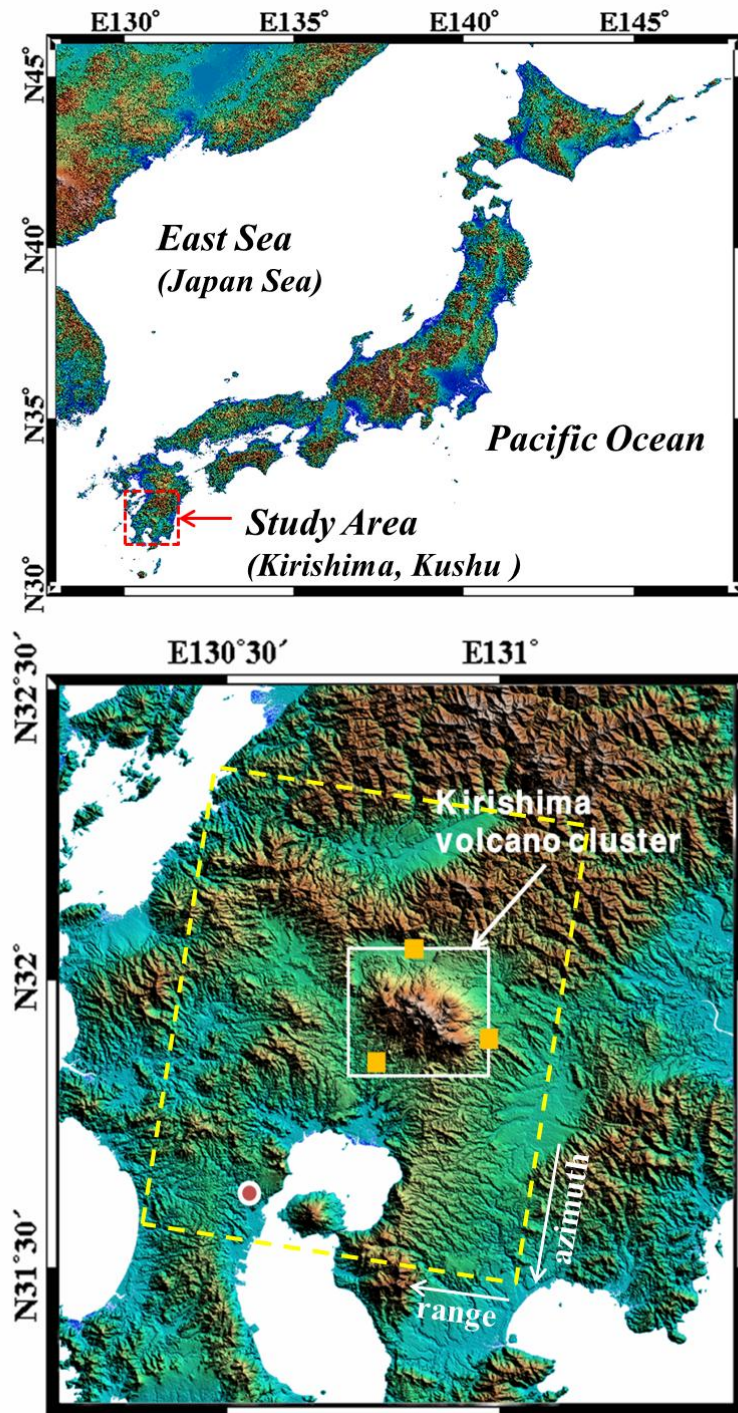 E130° E135° E140° E145°
N45°
N40°
N35°
N30°
East Sea
(Japan Sea)
Pacific Ocean
Study Area
(Kirishima, Kushu )
E130°30′ E131°
N32°30′
N32°
N31°30′
Kirishima
volcano cluster
azimuth
range